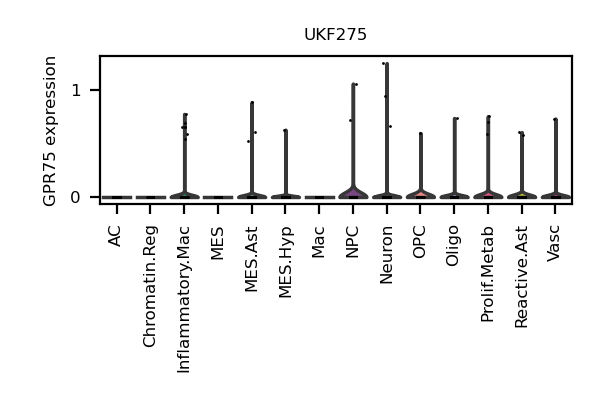 UKF275
GPR75 expression
1
0
AC
Chromatin.Reg
Inflammatory.Mac
MES
MES.Ast
MES.Hyp
Mac
NPC
Neuron
OPC
Oligo
Prolif.Metab
Reactive.Ast
Vasc